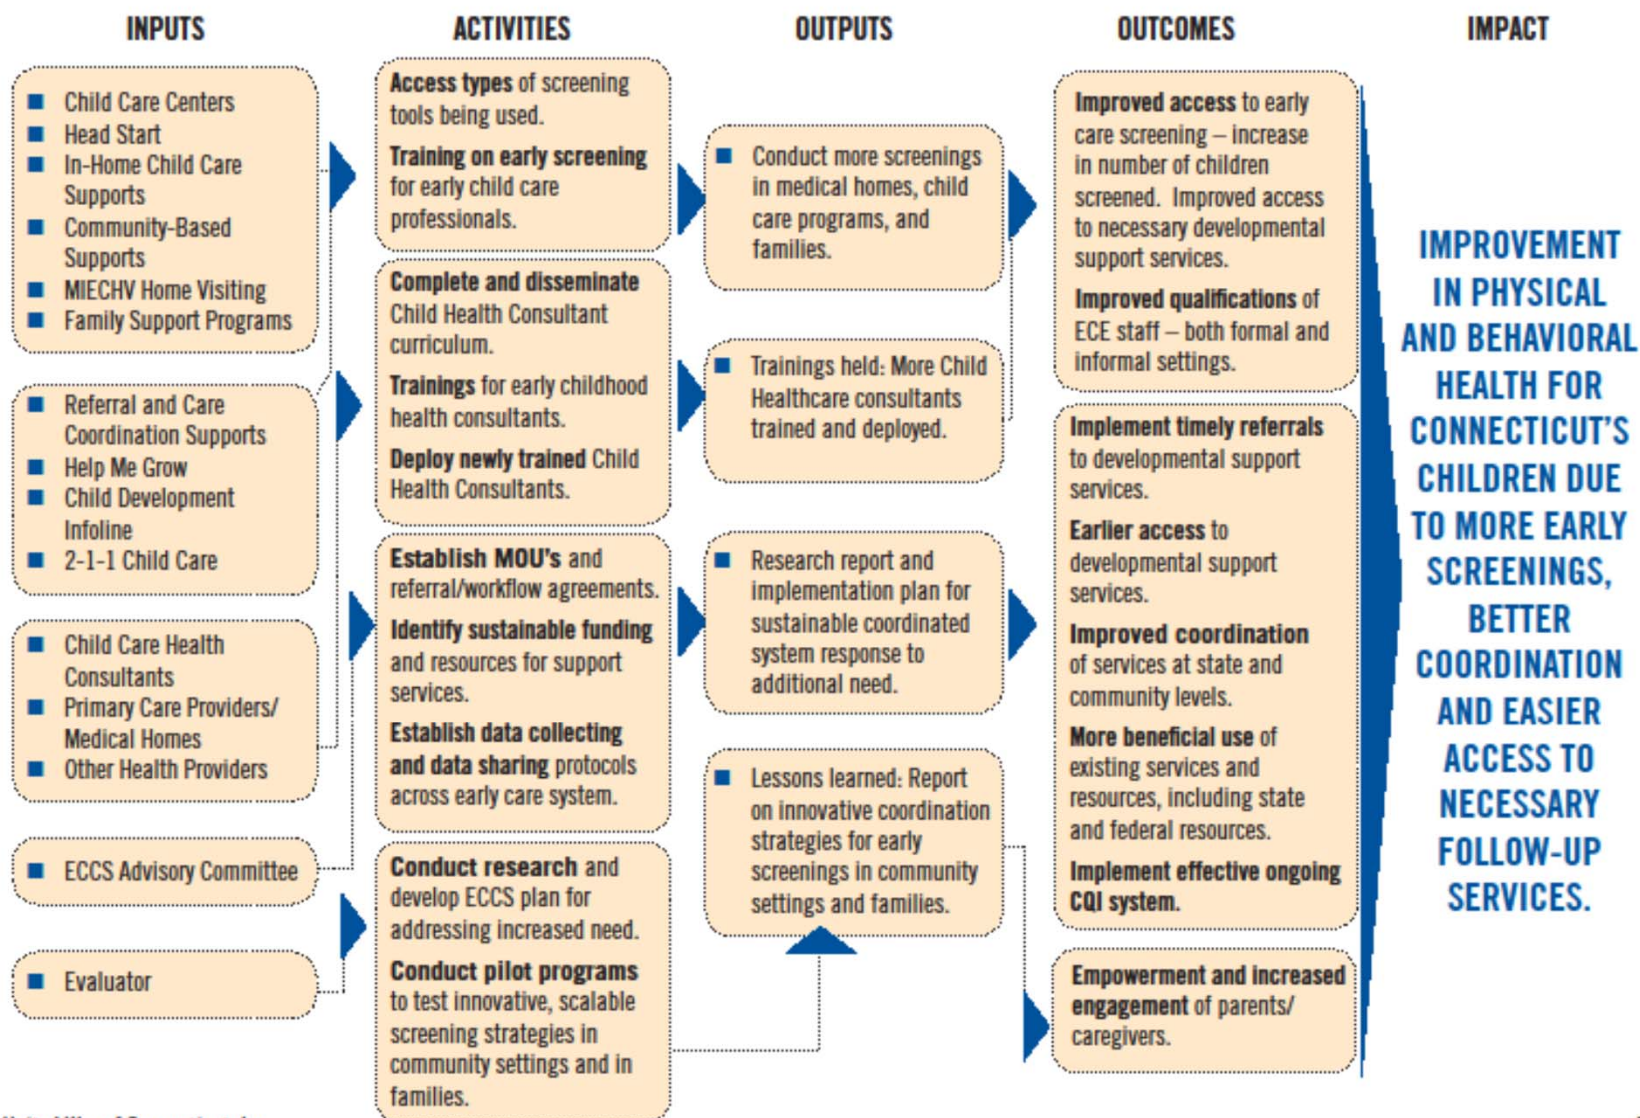 INPUTS
ACTIVITIES
OUTPUTS
OUTCOMES
IMPACT
Child Care Centers
Head Start
In-Home Child Care
Supports
Community-Based
Supports
MIECHV Home Visiting
Family Support Programs
Referral and Care
Coordination Supports
Help Me Grow
Child Development
Infoline
2-1-1 Child Care
Child Care Health
Consultants
Primary Care Providers/
Medical Homes
Other Health Providers
ECCS Advisory Committee
Evaluator
Access types of screening
tools being used.
Training on early screening
for early child care
professionals.
Complete and disseminate
Child Health Consultant
curriculum.
Trainings for early childhood
health consultants.
Deploy newly trained Child
Health Consultants.
Establish MOU's and
referral/workflow agreements.
Identify sustainable funding
and resources for support
services.
Establish data collecting
and data sharing protocols
across early care system.
Conduct research and
develop ECCS plan for
addressing increased need.
Conduct pilot programs
to test innovative, scalable
screening strategies in
community settings and in
families.
Conduct more screenings
in medical homes, child
care programs, and
families.
Trainings held: More Child
Healthcare consultants
trained and deployed.
Research report and
implementation plan for
sustainable coordinated
system response to
additional need.
Lessons learned: Report
on innovative coordination
strategies for early
screenings in community
settings and families.
Improved access to early
care screening – increase
in number of children
screened. Improved access
to necessary developmental
support services.
Improved qualifications of
ECE staff – both formal and
informal settings.
Implement timely referrals
to developmental support
services.
Earlier access to
developmental support
services.
Improved coordination
of services at state and
community levels.
More beneficial use of
existing services and
resources, including state
and federal resources.
Implement effective ongoing
CQI system.
Empowerment and increased
engagement of parents/
caregivers.
IMPROVEMENT
IN PHYSICAL
AND BEHAVIORAL
HEALTH FOR
CONNECTICUT'S
CHILDREN DUE
TO MORE EARLY
SCREENINGS,
BETTER
COORDINATION
AND EASIER
ACCESS TO
NECESSARY
FOLLOW-UP
SERVICES.